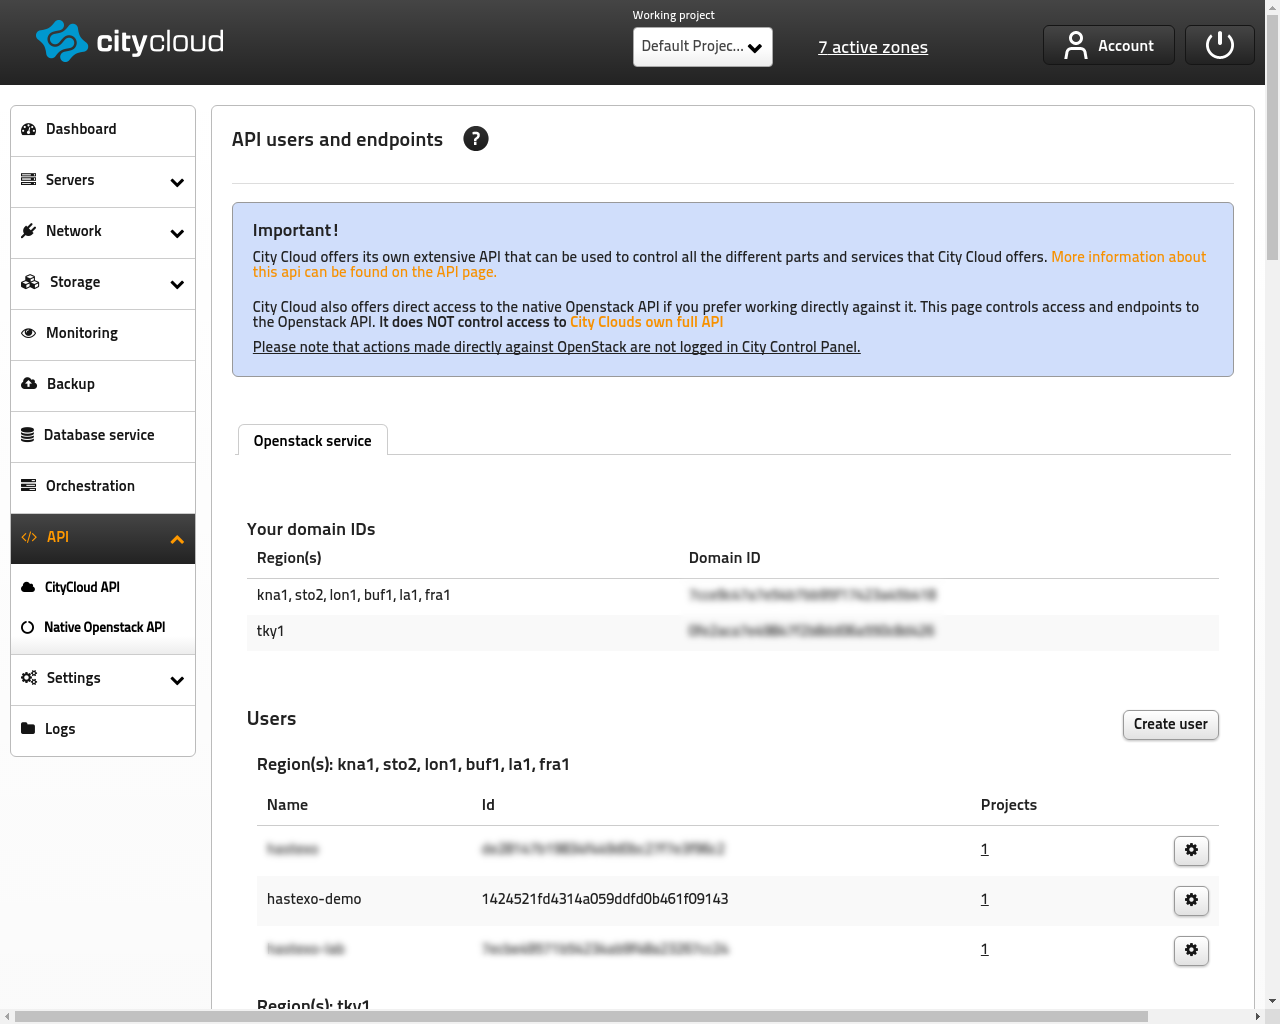 Working project
citycloud
Default Projec...
7 active zones
Account
Dashboard
Servers
Network
Storage
Monitoring
Backup
Database service
Orchestration
API
CityCloud API
Native Openstack API
Settings
Logs
API users and endpoints ?
Important!
City Cloud offers its own extensive API that can be used to control all the different parts and services that City Cloud offers. More information about
this api can be found on the API page.
City Cloud also offers direct access to the native Openstack API if you prefer working directly against it. This page controls access and endpoints to
the Openstack API. It does NOT control access to City Clouds own full API
Please note that actions made directly against OpenStack are not logged in City Control Panel.
Openstack service
Your domain IDs
Region(s) Domain ID
kna1, sto2, lon1, buf1, la1, fra1
tky1
Users
Create user
Region(s): kna1, sto2, lon1, buf1, la1, fra1
Name Id Projects
1
hastexo-demo 1424521fd4314a059ddfd0b461f09143 1
1
Region(s): tky1